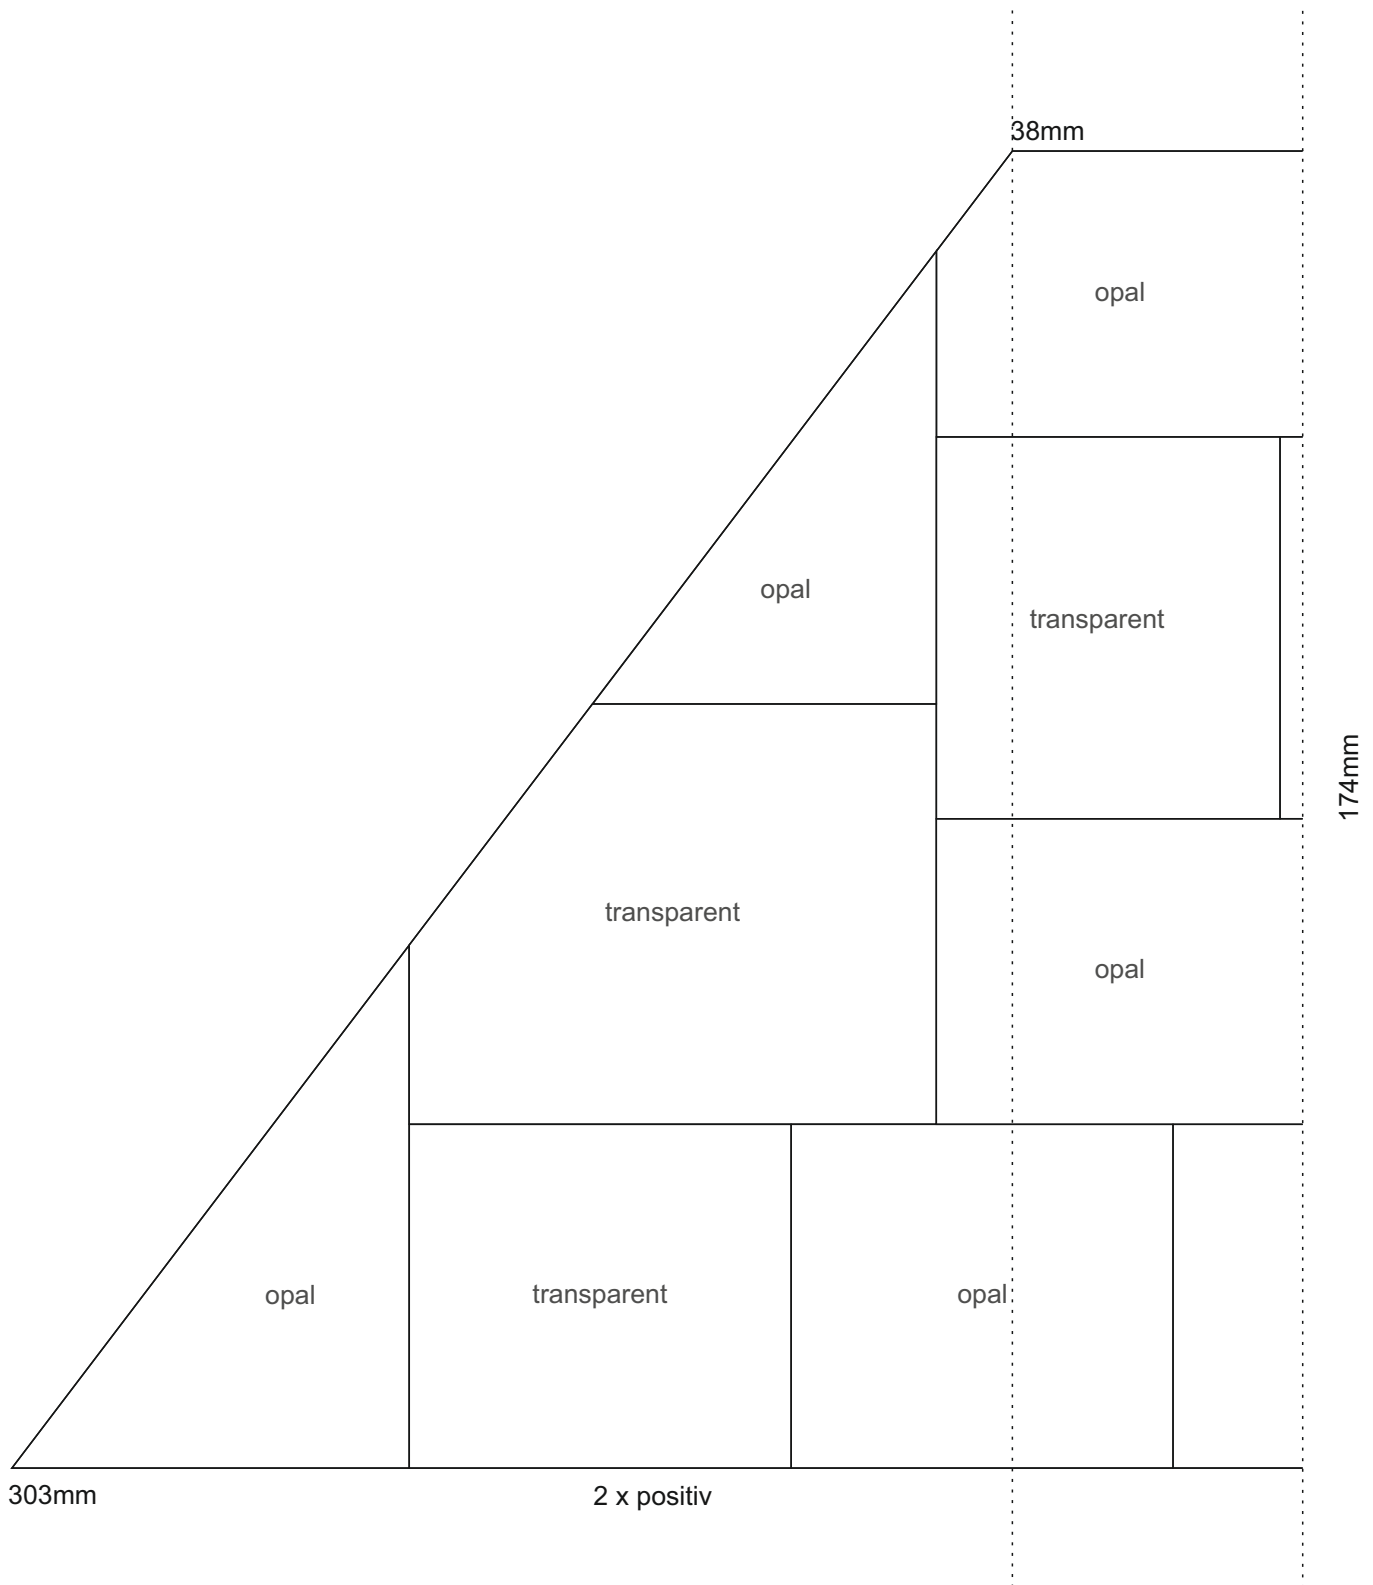 38mm
opal
opal
transparent
174mm
transparent
opal
opal
transparent
opal
303mm
2 x positiv